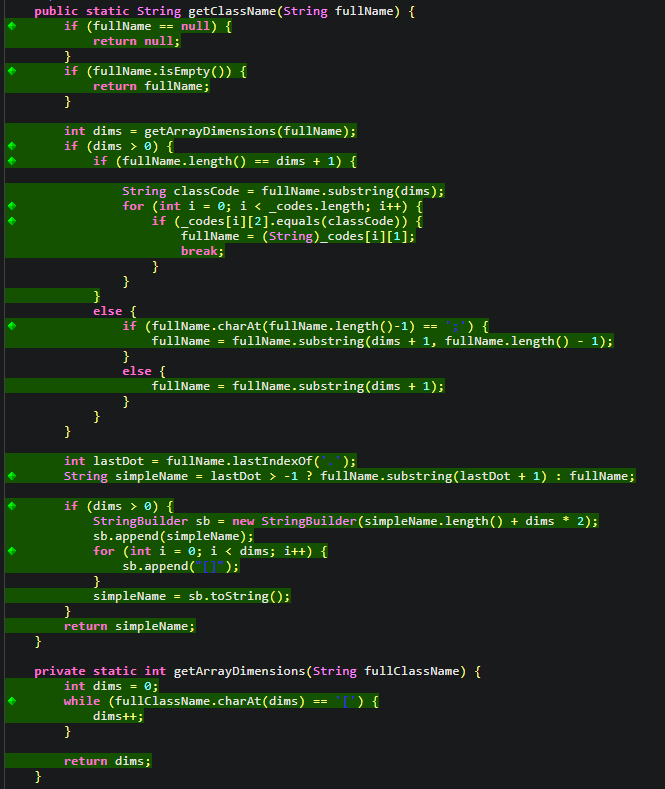 public static String getClassName(String fullName) {
if (fullName == null) {
return null;
}
if (fullName.isEmpty()) {
return fullName;
}
int dims = getArrayDimensions(fullName);
if (dims > 0) {
if (fullName.length() == dims + 1) {
String classCode = fullName.substring(dims);
for (int i = 0; i < _codes.length; i++) {
if (_codes[i][2].equals(classCode)) {
fullName = (String)_codes[i][1];
break;
}
}
}
else {
if (fullName.charAt(fullName.length()-1) == ';') {
fullName = fullName.substring(dims + 1, fullName.length() - 1);
}
else {
fullName = fullName.substring(dims + 1);
}
}
}
int lastDot = fullName.lastIndexOf('.');
String simpleName = lastDot > -1 ? fullName.substring(lastDot + 1) : fullName;
if (dims > 0) {
StringBuilder sb = new StringBuilder(simpleName.length() + dims * 2);
sb.append(simpleName);
for (int i = 0; i < dims; i++) {
sb.append("[]");
}
simpleName = sb.toString();
}
return simpleName;
}
private static int getArrayDimensions(String fullClassName) {
int dims = 0;
while (fullClassName.charAt(dims) == '[') {
dims++;
}
return dims;
}